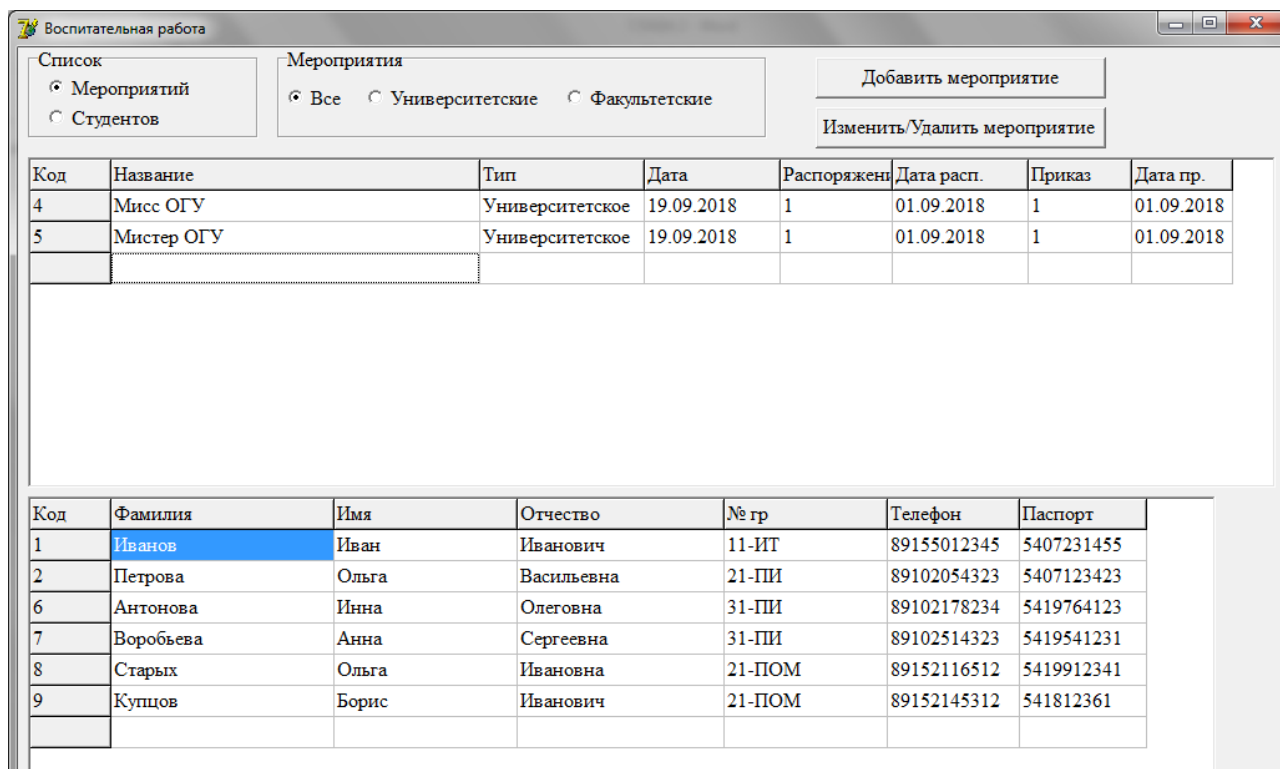 Воспитательная работа
Список Мероприятия
Мероприятий
Студентов
Все Университетские Факультетские
Добавить мероприятие
Изменить/Удалить мероприятие
Код Название Тип Дата Распоряжени Дата расп. Приказ Дата пр.
4 Мисс ОГУ Университетское 19.09.2018 1 01.09.2018 1 01.09.2018
5 Мистер ОГУ Университетское 19.09.2018 1 01.09.2018 1 01.09.2018
Код Фамилия Имя Отчество № гр Телефон Паспорт
1 Иванов Иван Иванович 11-ИТ 89155012345 5407231455
2 Петрова Ольга Васильевна 21-ПИ 89102054323 5407123423
6 Антонова Инна Олеговна 31-ПИ 89102178234 5419764123
7 Воробьева Анна Сергеевна 31-ПИ 89102514323 5419541231
8 Старых Ольга Ивановна 21-ПОМ 89152116512 5419912341
9 Купцов Борис Иванович 21-ПОМ 89152145312 541812361